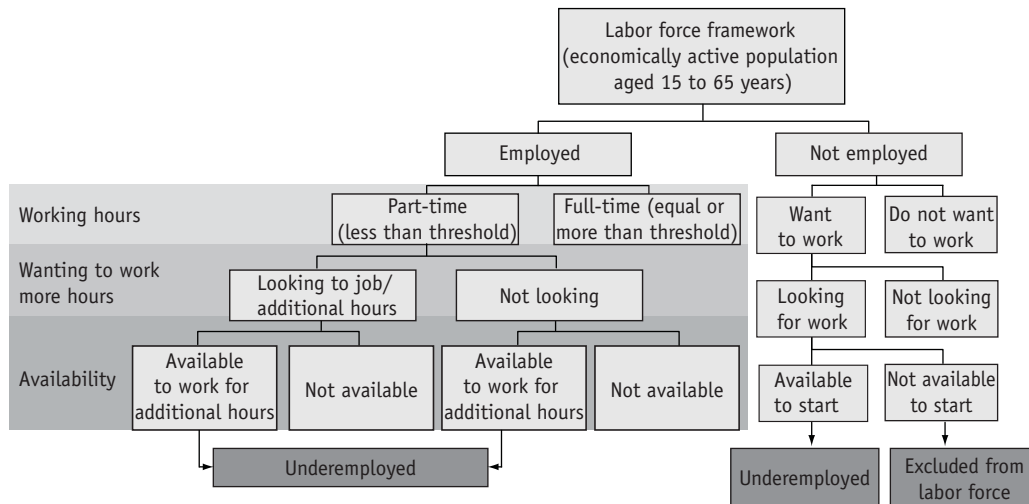 Labor force framework
(economically active population
aged 15 to 65 years)
Employed
Not employed
Working hours
Part-time
(less than threshold)
Full-time (equal or
more than threshold)
Want
to work
Do not want
to work
Wanting to work
more hours
Looking to job/
additional hours
Not looking
Looking
for work
Not looking
for work
Availability
Available
to work for
additional hours
Not available
Available
to work for
additional hours
Not available
Available
to start
Not available
to start
Underemployed
Underemployed
Excluded from
labor force